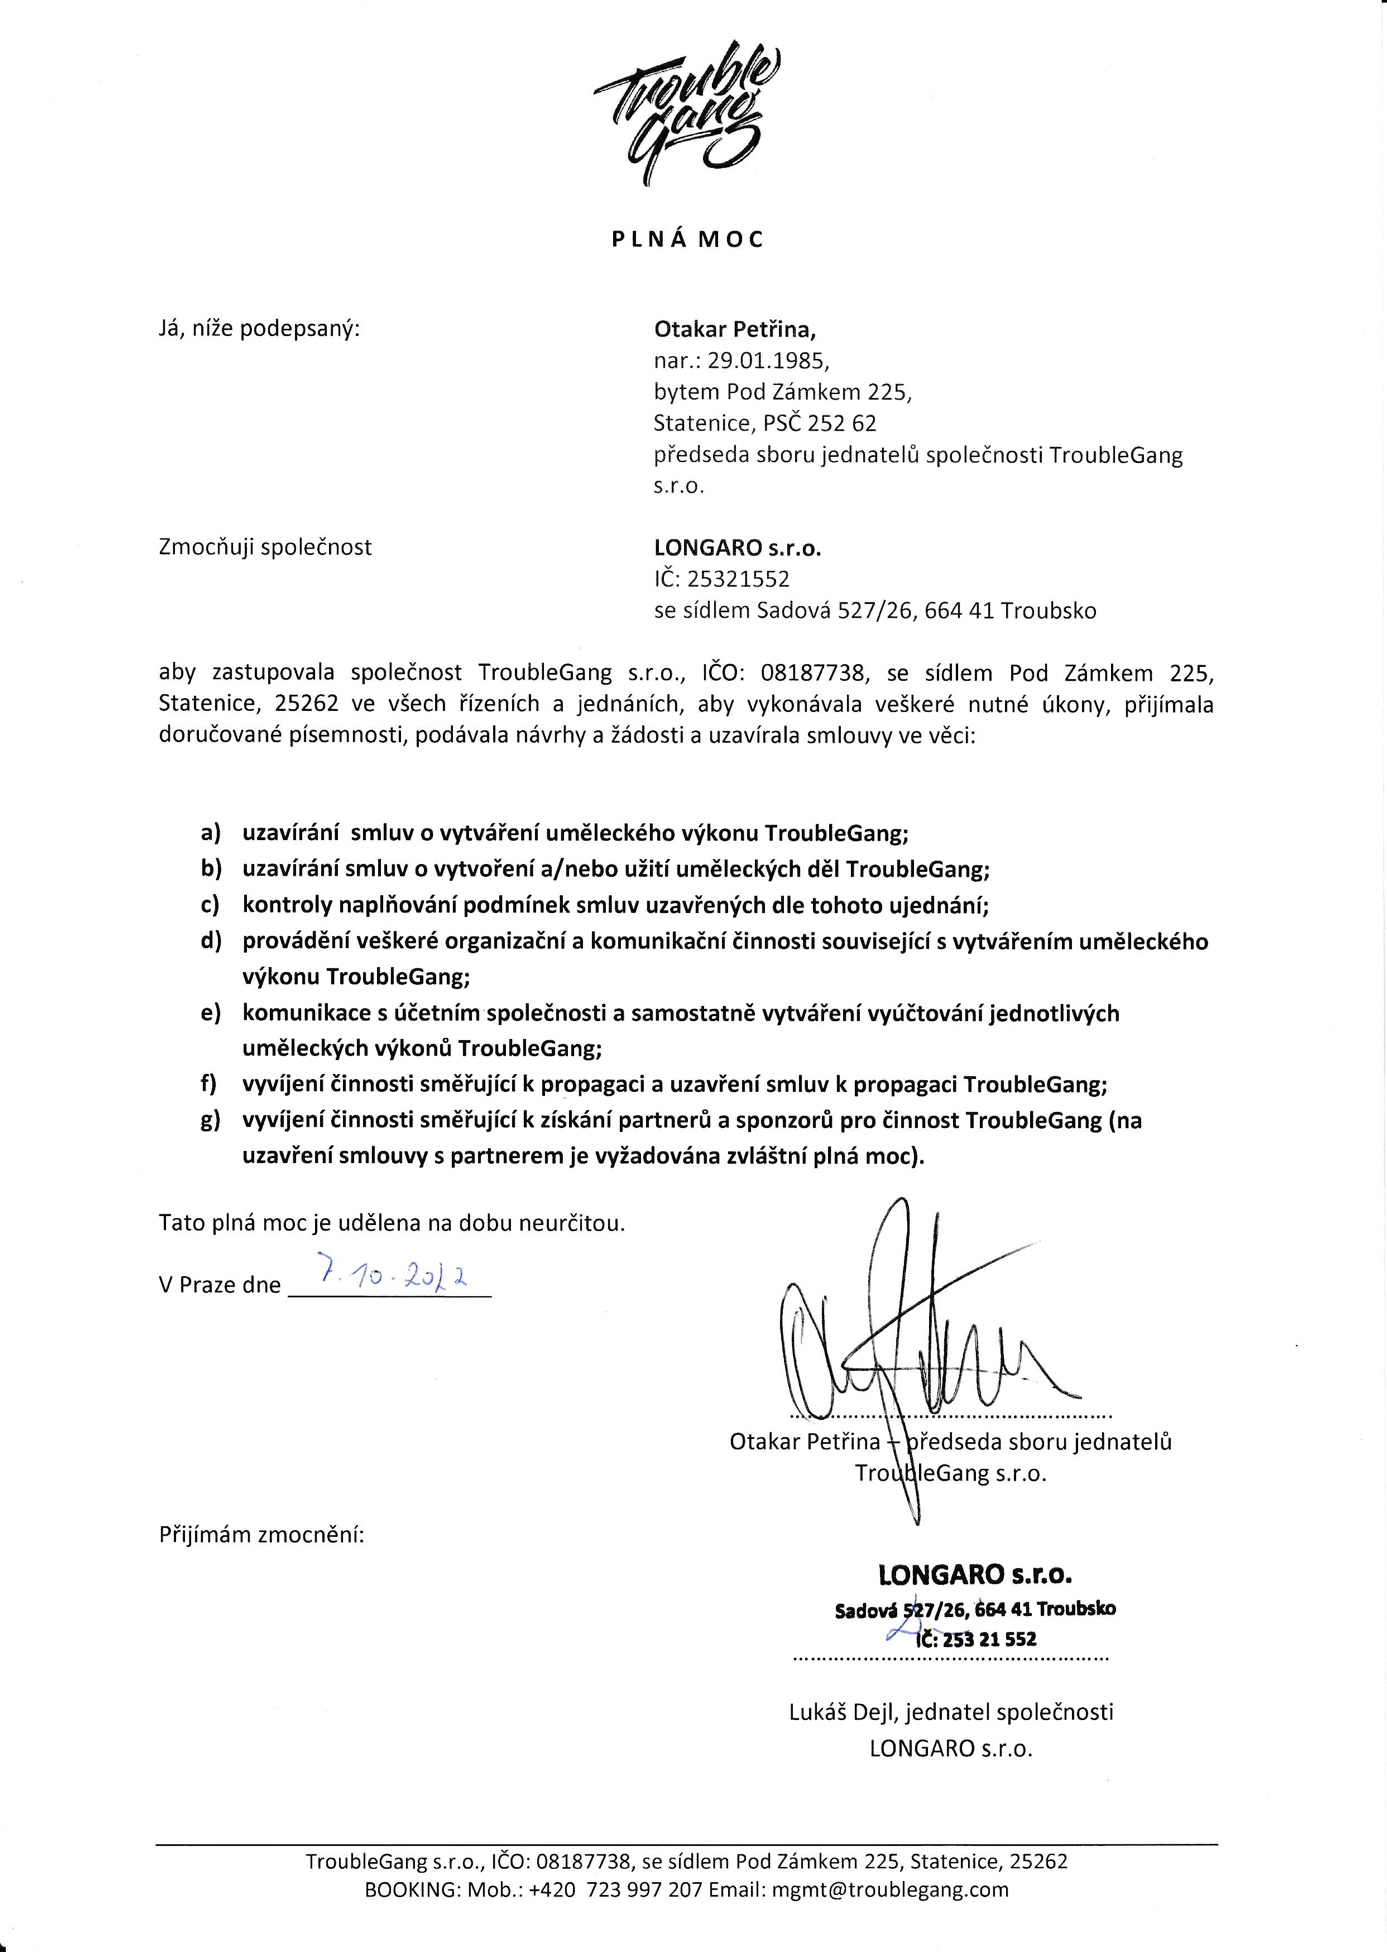 Trouble
gang
PLNÁ MOC
Já, níže podepsaný:
Otakar Petřina,
nar.: 29.01.1985,
bytem Pod Zámkem 225,
Statenice, PSČ 252 62
předseda sboru jednatelů společnosti TroubleGang
s.r.o.
Zmocňuji společnost
LONGARO s.r.o.
IČ: 25321552
se sídlem Sadová 527/26, 664 41 Troubsko
aby zastupovala společnost TroubleGang s.r.o., IČO: 08187738, se sídlem Pod Zámkem 225,
Statenice, 25262 ve všech řízeních a jednáních, aby vykonávala veškeré nutné úkony, přijímala
doručované písemnosti, podávala návrhy a žádosti a uzavírala smlouvy ve věci:
a) uzavírání smluv o vytváření uměleckého výkonu TroubleGang;
b) uzavírání smluv o vytvoření a/nebo užití uměleckých děl TroubleGang;
c) kontroly naplňování podmínek smluv uzavřených dle tohoto ujednání;
d) provádění veškeré organizační a komunikační činnosti související s vytvářením uměleckého
výkonu TroubleGang;
e) komunikace s účetním společnosti a samostatně vytváření vyúčtování jednotlivých
uměleckých výkonů TroubleGang;
f) vyvíjení činnosti směřující k propagaci a uzavření smluv k propagaci TroubleGang;
g) vyvíjení činnosti směřující k získání partnerů a sponzorů pro činnost TroubleGang (na
uzavření smlouvy s partnerem je vyžadována zvláštní plná moc).
Tato plná moc je udělena na dobu neurčitou.
V Praze dne 7.10.2022
Otakar Petřina – předseda sboru jednatelů
TroubleGang s.r.o.
Přijímám zmocnění:
LONGARO s.r.o.
Sadová 527/26, 664 41 Troubsko
IČ: 253 21 552
Lukáš Dejl, jednatel společnosti
LONGARO s.r.o.
TroubleGang s.r.o., IČO: 08187738, se sídlem Pod Zámkem 225, Statenice, 25262
BOOKING: Mob.: +420 723 997 207 Email: mgmt@troublegang.com